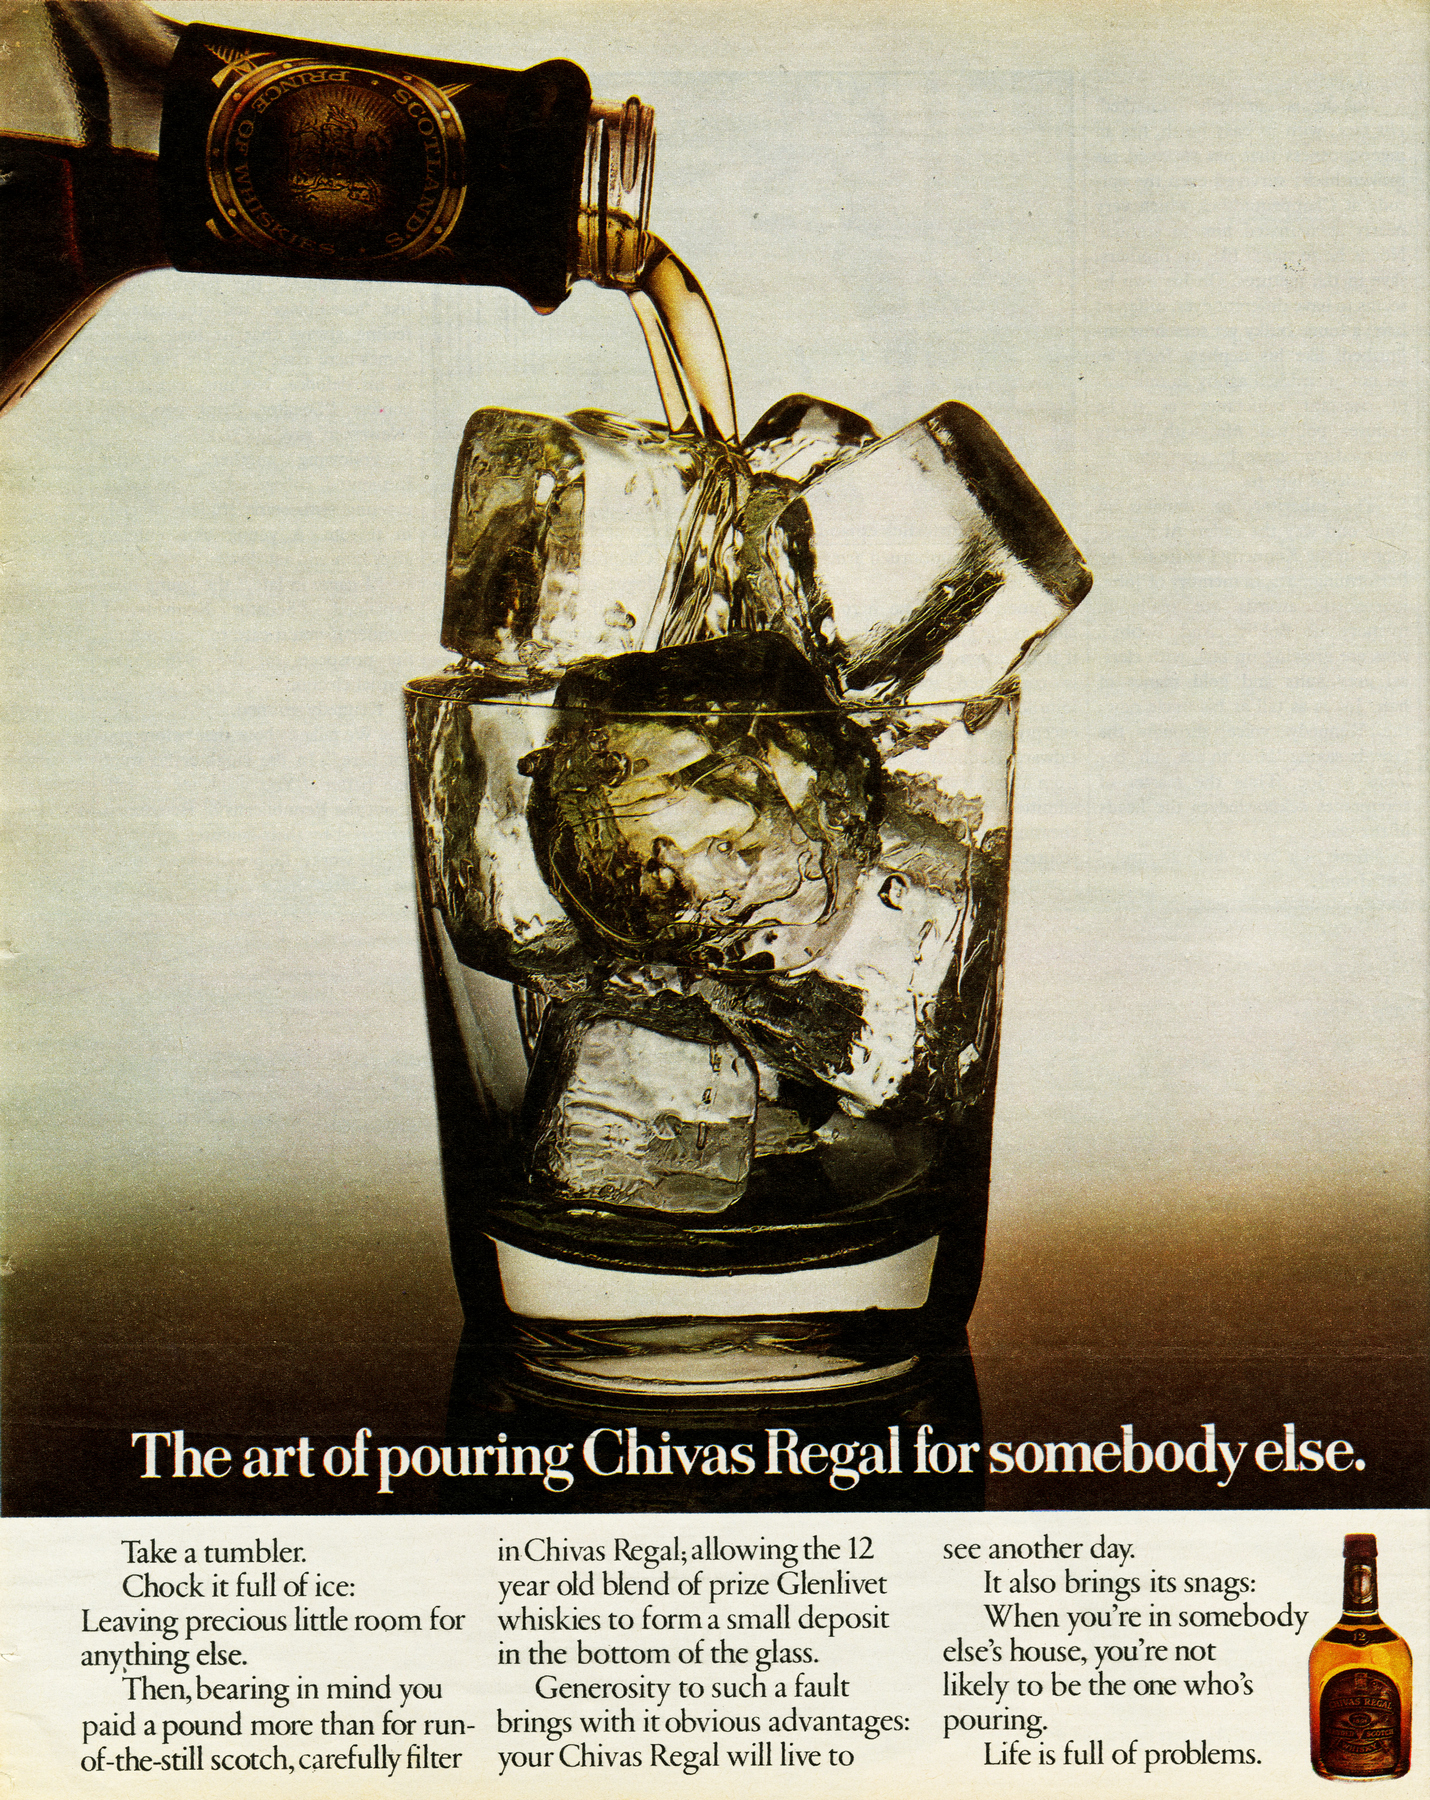 SCOTLAND'S PRINCE OF WHISKIES
The art of pouring Chivas Regal for somebody else.
Take a tumbler.
Chock it full of ice:
Leaving precious little room for
anything else.
Then, bearing in mind you
paid a pound more than for run-
of-the-still scotch, carefully filter
in Chivas Regal; allowing the 12
year old blend of prize Glenlivet
whiskies to form a small deposit
in the bottom of the glass.
Generosity to such a fault
brings with it obvious advantages:
your Chivas Regal will live to
see another day.
It also brings its snags:
When you're in somebody
else's house, you're not
likely to be the one who's
pouring.
Life is full of problems.
12
CHIVAS REGAL
SCOTCH
WHISKY